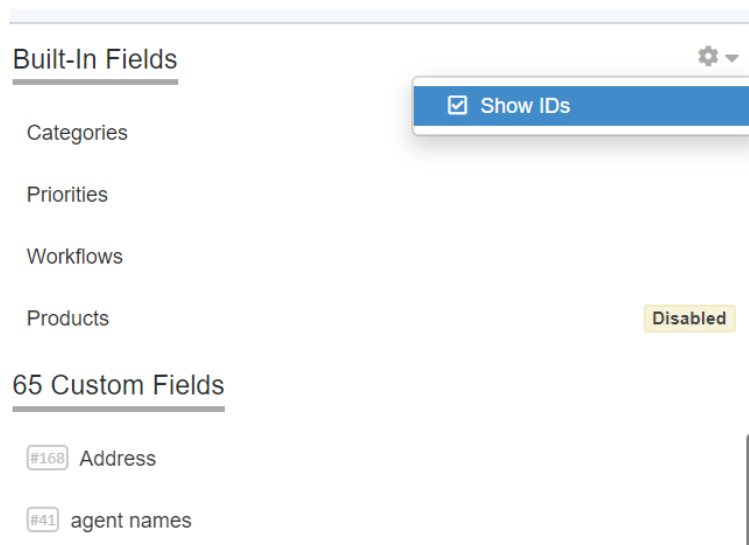 Built-In Fields
Show IDs
Categories
Priorities
Workflows
Products Disabled
65 Custom Fields
#168 Address
#41 agent names